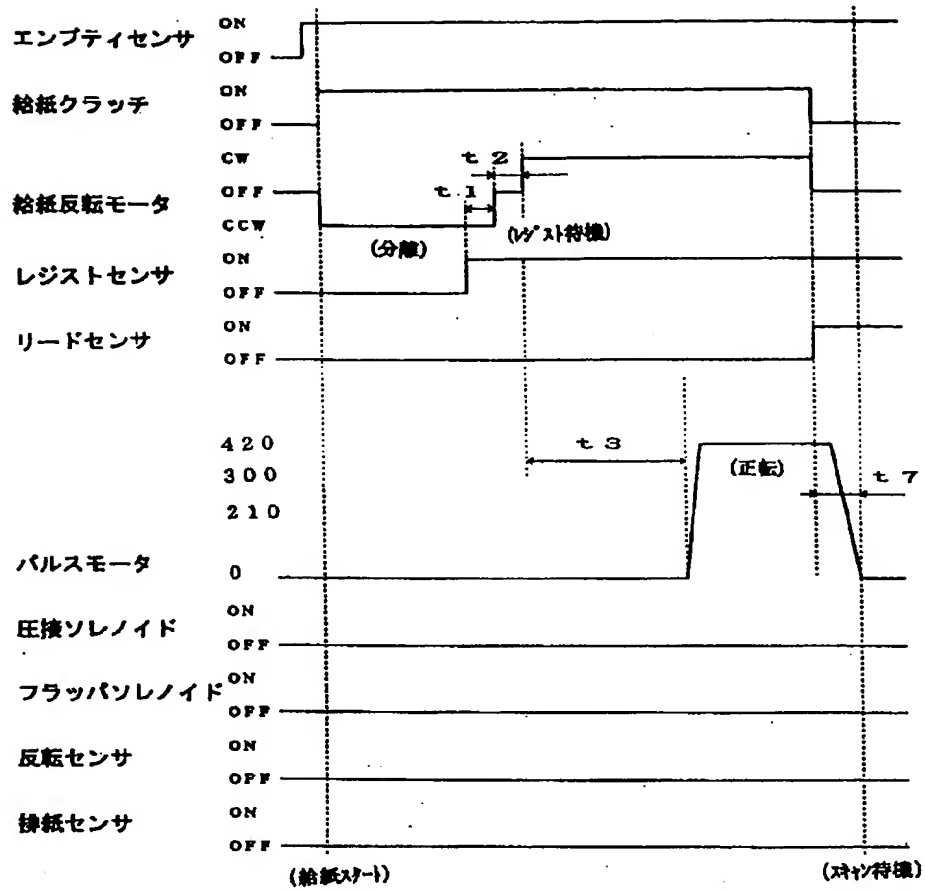 エンプティセンサ
ON
OFF
給紙クラッチ
ON
OFF
給紙反転モータ
CW
OFF
CCW
t2
t1
(分離)
(レジスト待機)
レジストセンサ
ON
OFF
リードセンサ
ON
OFF
420
300
210
0
t3
(正転)
t7
パルスモータ
圧接ソレノイド
ON
OFF
フラッパソレノイド
ON
OFF
反転センサ
ON
OFF
排紙センサ
ON
OFF
(給紙スタート)
(スキャン待機)